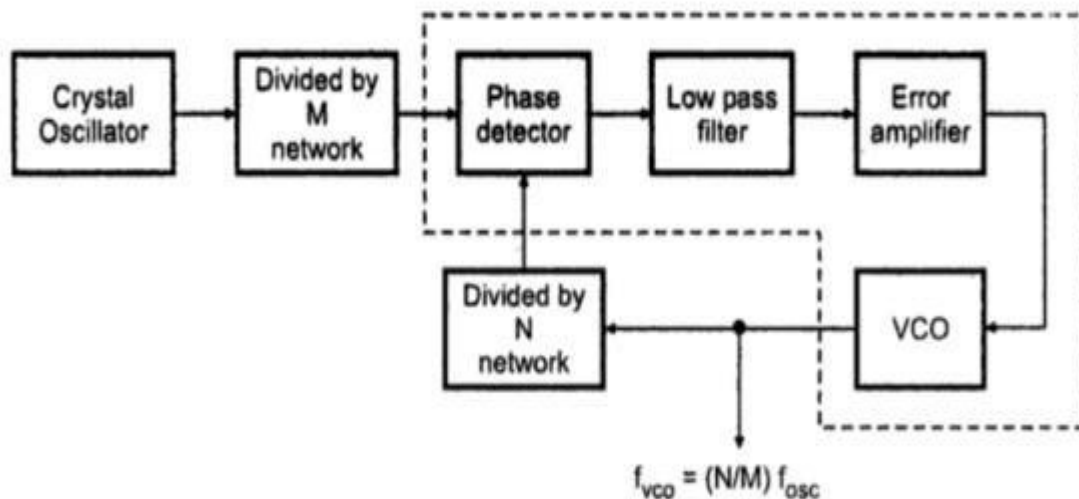 Crystal
Oscillator
Divided by
M
network
Phase
detector
Low pass
filter
Error
amplifier
Divided by
N
network
VCO
f_vco = (N/M) f_osc